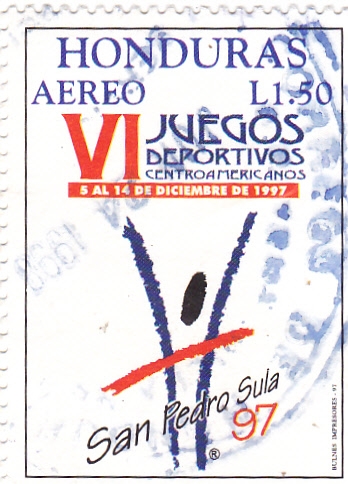 HONDURAS
AEREO L1.50
VI JUEGOS
DEPORTIVOS
CENTROAMERICANOS
5 AL 14 DE DICIEMBRE DE 1997
San Pedro Sula
97
®
BULNES IMPRESORES - 97
1998